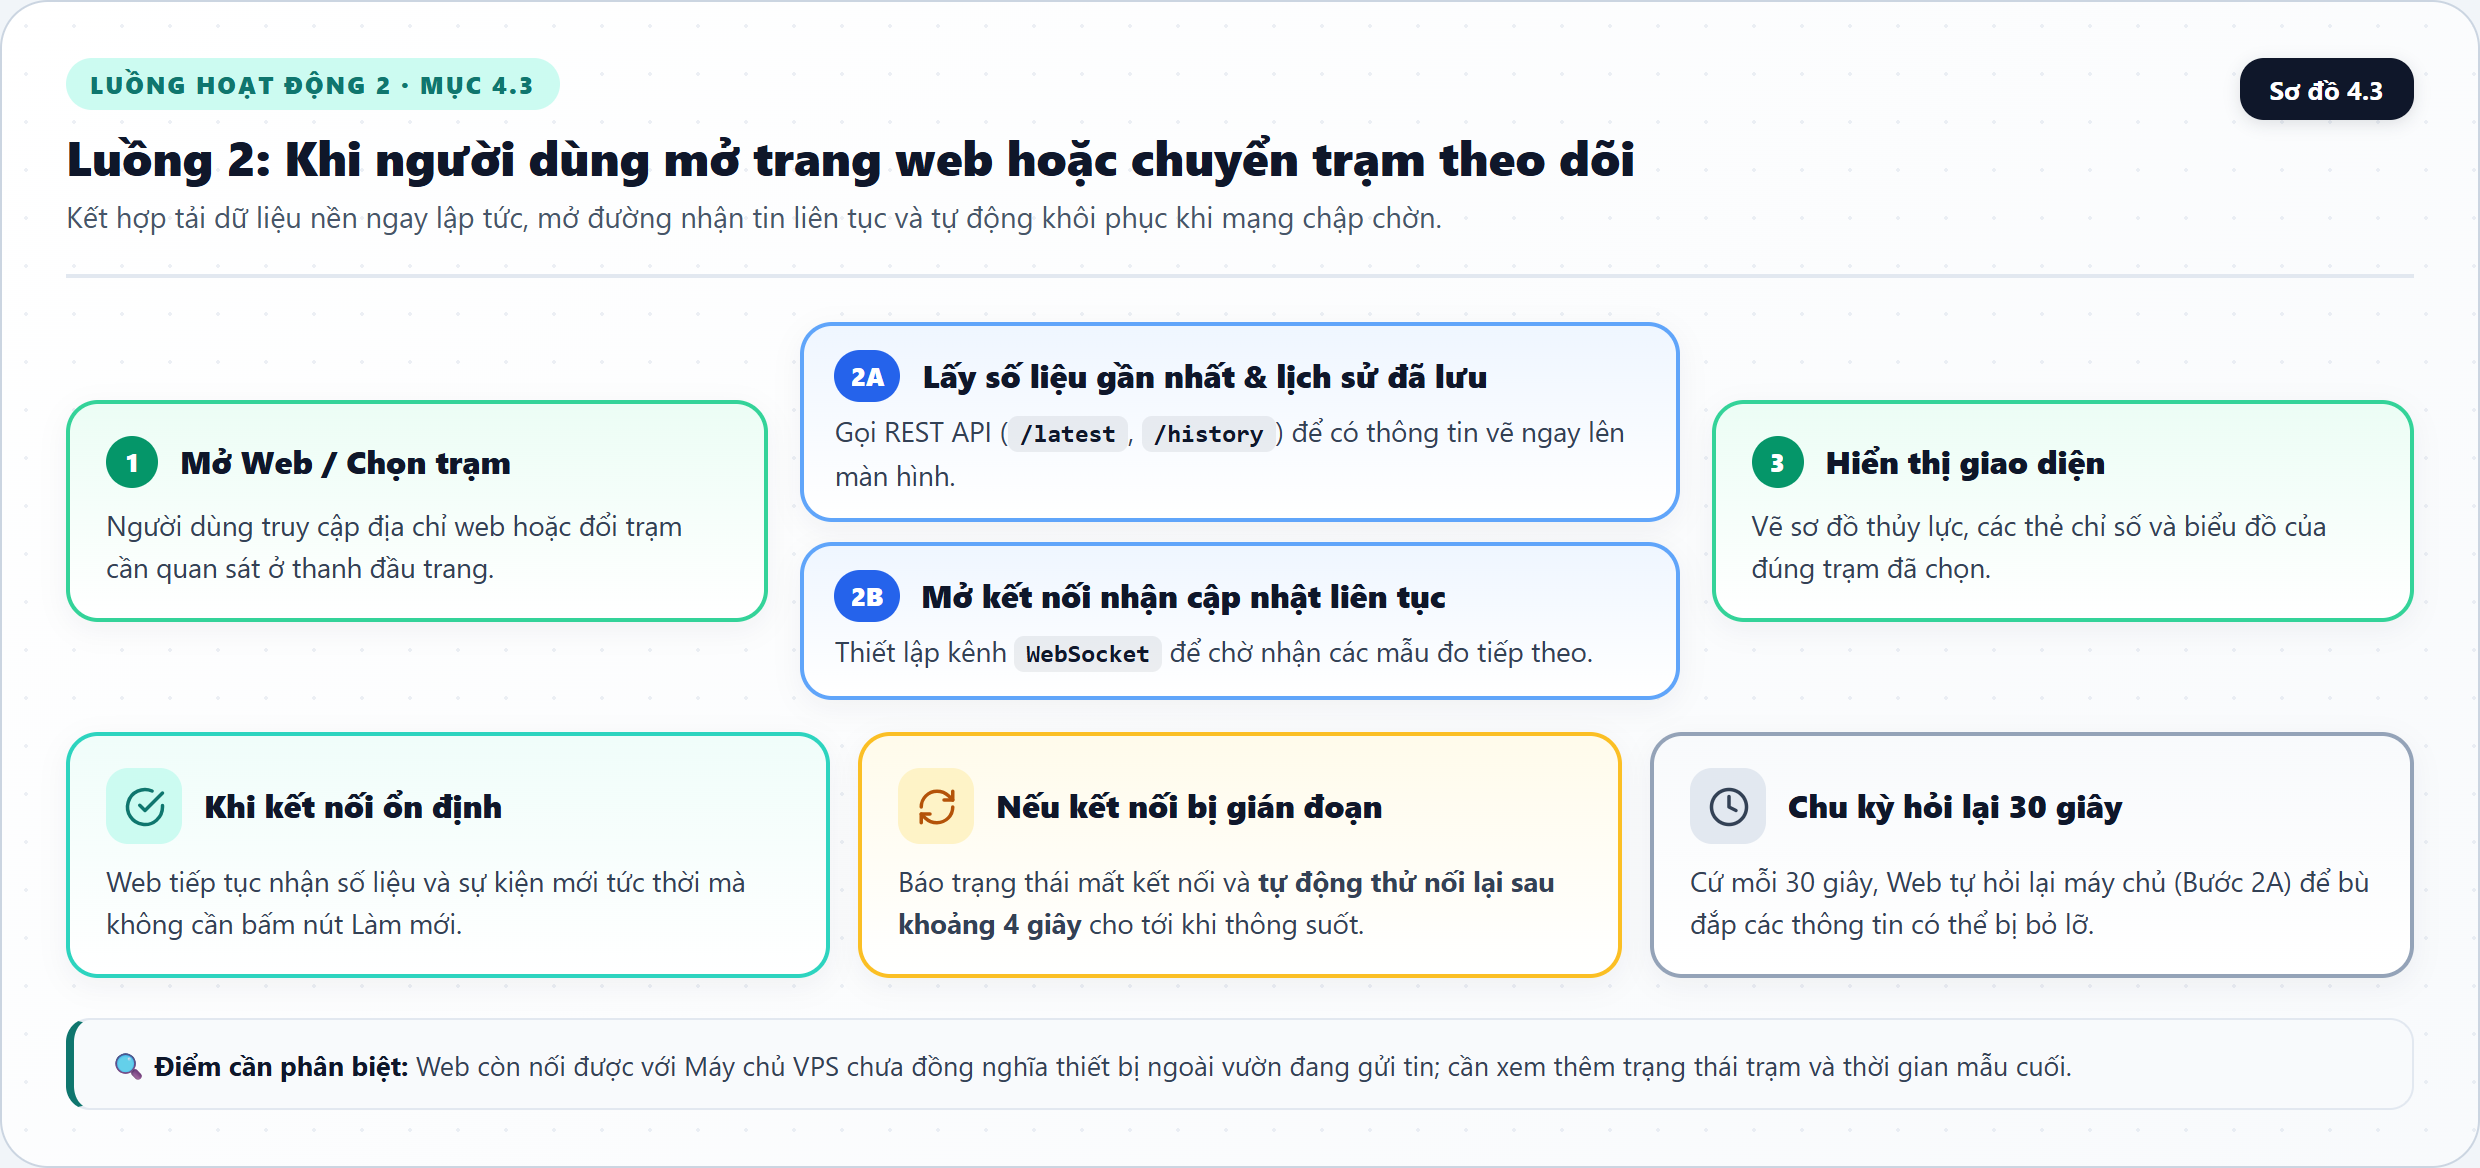 LUỒNG HOẠT ĐỘNG 2 · MỤC 4.3
Sơ đồ 4.3
Luồng 2: Khi người dùng mở trang web hoặc chuyển trạm theo dõi
Kết hợp tải dữ liệu nền ngay lập tức, mở đường nhận tin liên tục và tự động khôi phục khi mạng chập chờn.
1 Mở Web / Chọn trạm
Người dùng truy cập địa chỉ web hoặc đổi trạm
cần quan sát ở thanh đầu trang.
2A Lấy số liệu gần nhất & lịch sử đã lưu
Gọi REST API (/latest, /history) để có thông tin vẽ ngay lên
màn hình.
2B Mở kết nối nhận cập nhật liên tục
Thiết lập kênh WebSocket để chờ nhận các mẫu đo tiếp theo.
3 Hiển thị giao diện
Vẽ sơ đồ thủy lực, các thẻ chỉ số và biểu đồ của
đúng trạm đã chọn.
Khi kết nối ổn định
Web tiếp tục nhận số liệu và sự kiện mới tức thời mà
không cần bấm nút Làm mới.
Nếu kết nối bị gián đoạn
Báo trạng thái mất kết nối và tự động thử nối lại sau
khoảng 4 giây cho tới khi thông suốt.
Chu kỳ hỏi lại 30 giây
Cứ mỗi 30 giây, Web tự hỏi lại máy chủ (Bước 2A) để bù
đắp các thông tin có thể bị bỏ lỡ.
Điểm cần phân biệt: Web còn nối được với Máy chủ VPS chưa đồng nghĩa thiết bị ngoài vườn đang gửi tin; cần xem thêm trạng thái trạm và thời gian mẫu cuối.